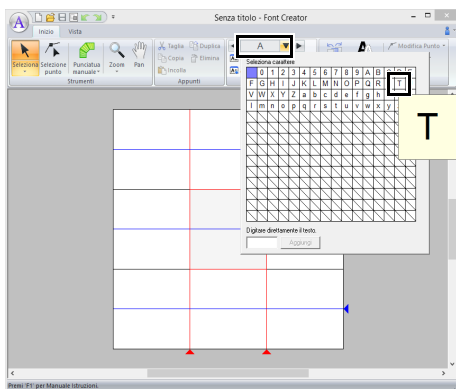 Senza titolo - Font Creator
Inizio Vista
Seleziona Selezione punto Punciatua manuale Zoom Pan
Strumenti
Taglia Duplica
Copia Elimina
Incolla
Appunti
A
Modifica Punto
Seleziona carattere
0 1 2 3 4 5 6 7 8 9 A B
F G H I J K L M N O P Q R T
V W X Y Z a b c d e f g h
l m n o p q r s t u v w x y
T
Digitare direttamente il testo.
Aggiungi
Premi 'F1' per Manuale Istruzioni.